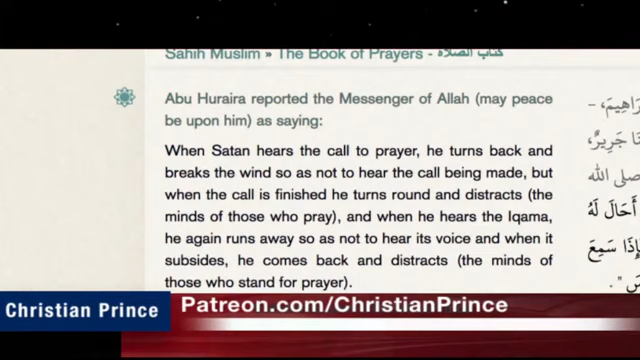 Sahih Muslim » The Book of Prayers - كتاب الصلاة
Abu Huraira reported the Messenger of Allah (may peace
be upon him) as saying:
When Satan hears the call to prayer, he turns back and
breaks the wind so as not to hear the call being made, but
when the call is finished he turns round and distracts (the
minds of those who pray), and when he hears the Iqama,
he again runs away so as not to hear its voice and when it
subsides, he comes back and distracts (the minds of
those who stand for prayer).
صلى الله
أَحَالَ لَهُ
فَإِذَا سَمِعَ
Christian Prince
Patreon.com/ChristianPrince